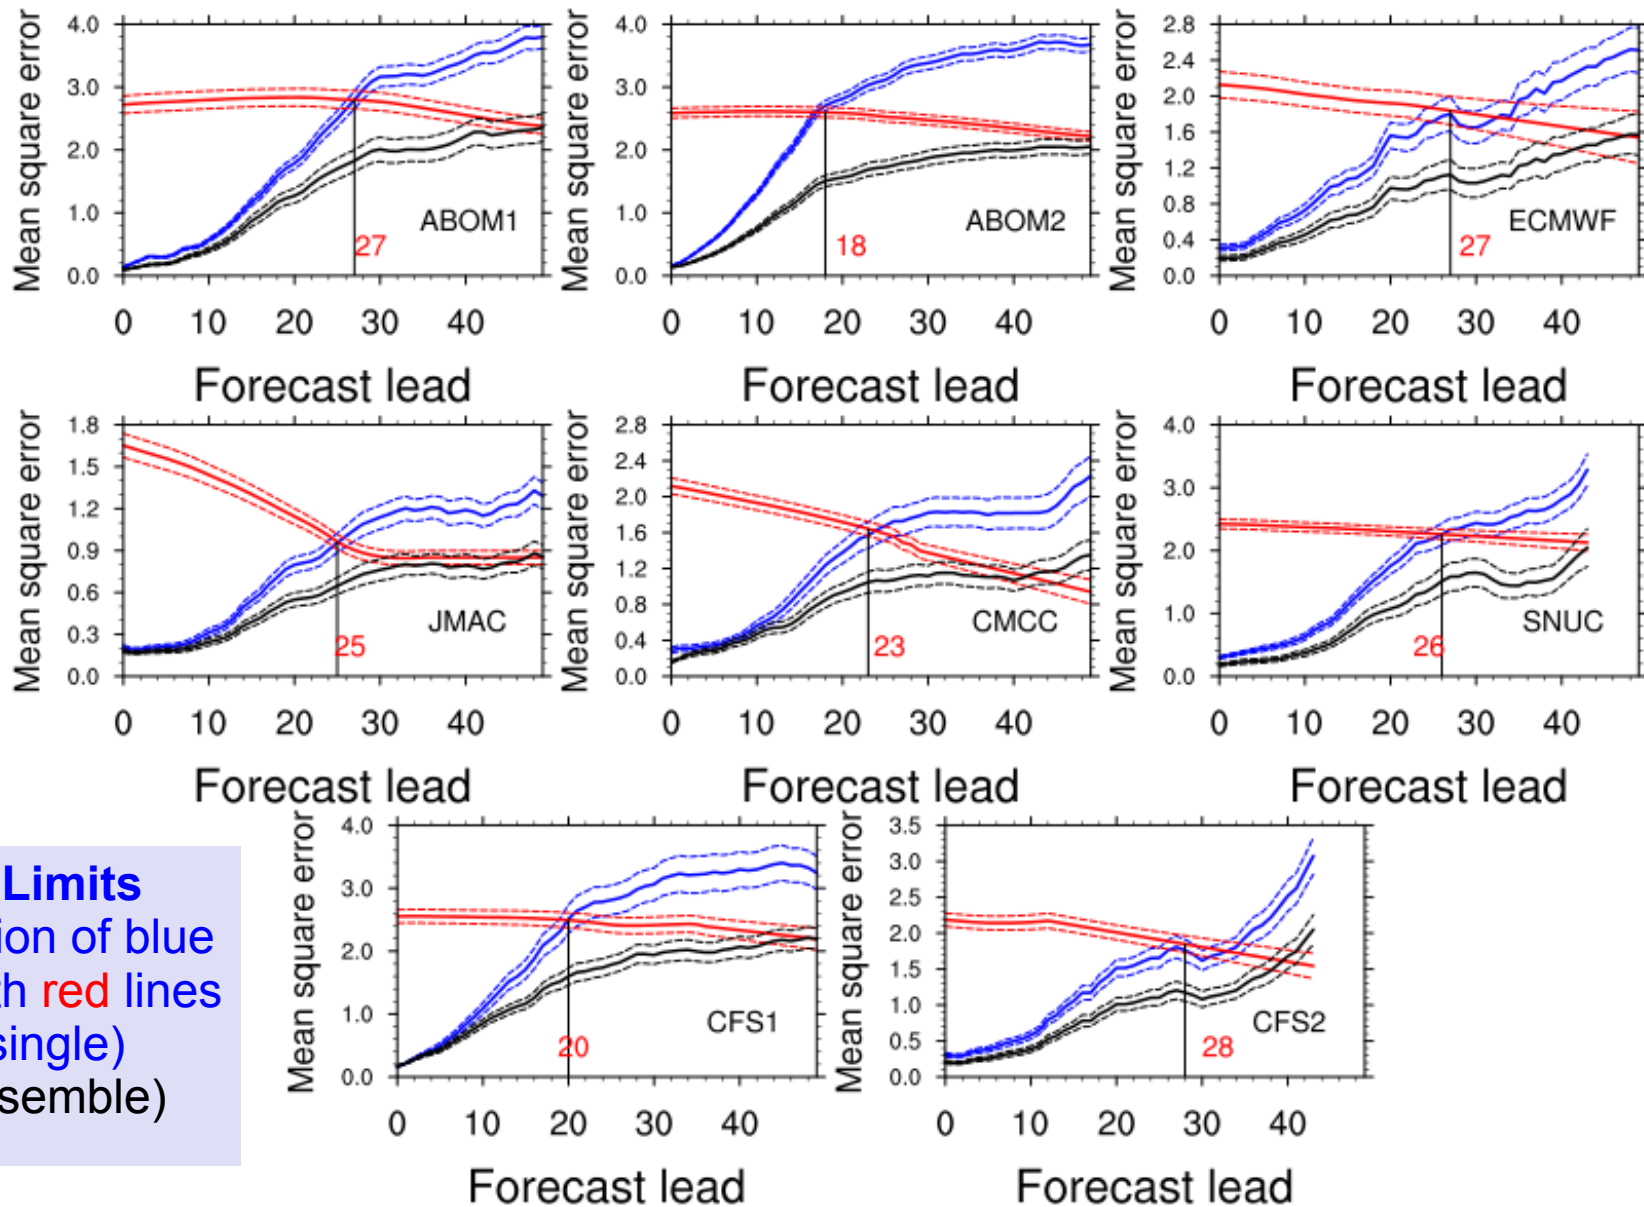 Mean square error
4.0
3.0
2.0
1.0
0.0
ABOM1
27
0 10 20 30 40
Forecast lead
Mean square error
4.0
3.0
2.0
1.0
0.0
ABOM2
18
0 10 20 30 40
Forecast lead
Mean square error
2.8
2.4
2.0
1.6
1.2
0.8
0.4
0.0
ECMWF
27
0 10 20 30 40
Forecast lead
Mean square error
1.8
1.5
1.2
0.9
0.6
0.3
0.0
JMAC
25
0 10 20 30 40
Forecast lead
Mean square error
2.8
2.4
2.0
1.6
1.2
0.8
0.4
0.0
CMCC
23
0 10 20 30 40
Forecast lead
Mean square error
4.0
3.0
2.0
1.0
0.0
SNUC
26
0 10 20 30 40
Forecast lead
Limits
ion of blue
th red lines
single)
semble)
Mean square error
4.0
3.0
2.0
1.0
0.0
CFS1
20
0 10 20 30 40
Forecast lead
Mean square error
3.5
3.0
2.5
2.0
1.5
1.0
0.5
0.0
CFS2
28
0 10 20 30 40
Forecast lead